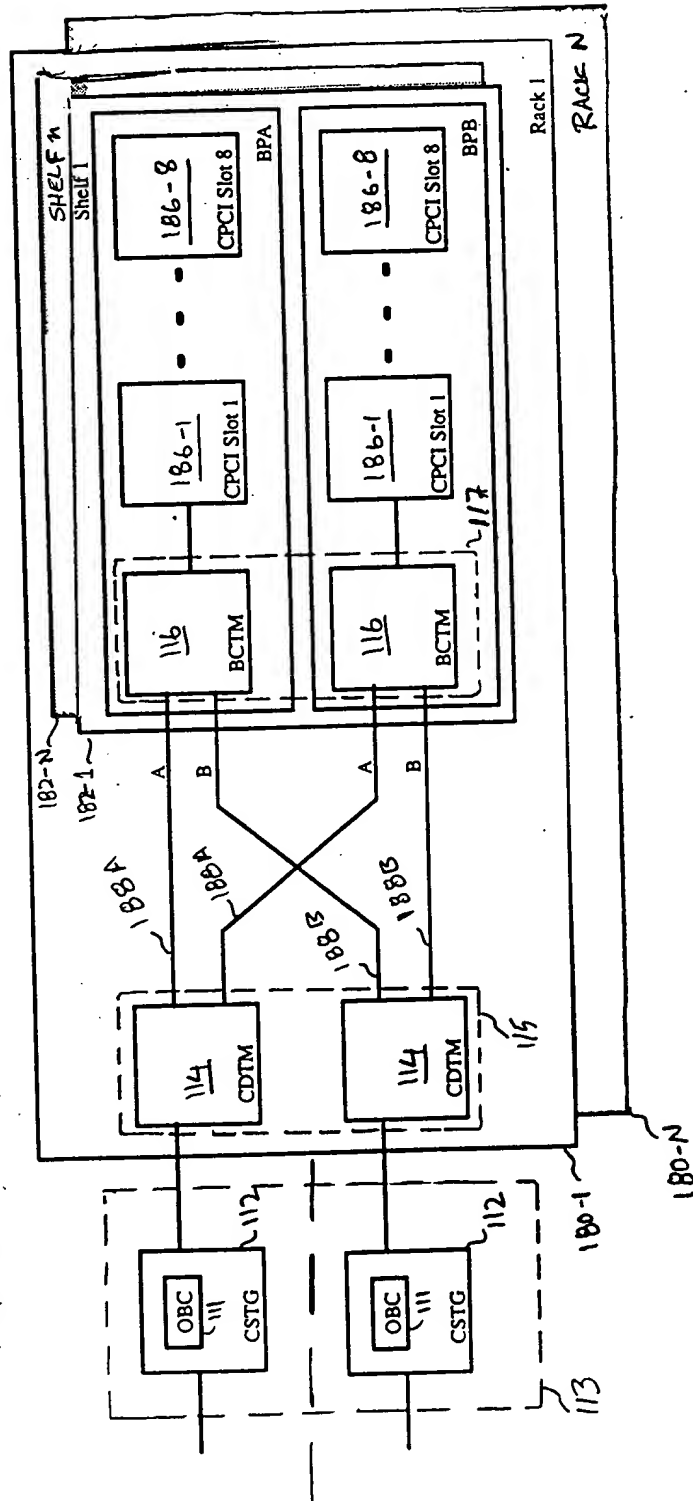 RACK N
Rack 1
SHELF n
Shelf 1
182-N
182-1
BPA
116
BCTM
186-1
CPCI Slot 1
186-8
CPCI Slot 8
BPB
116
BCTM
186-1
CPCI Slot 1
186-8
CPCI Slot 8
117
A
B
A
B
188A
188A
188B
188B
114
CDTM
114
CDTM
115
OBC
111
CSTG
112
OBC
111
CSTG
112
113
180-1
180-N